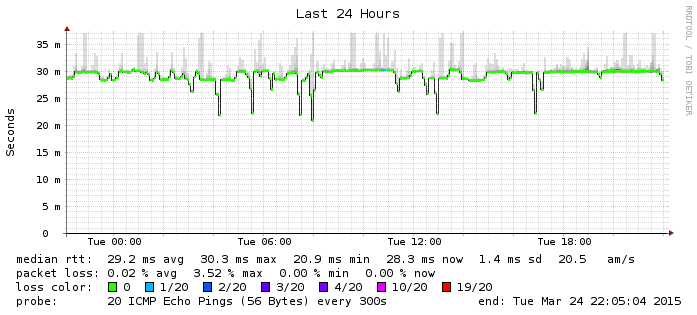 Last 24 Hours
RRDTOOL / TOBI OETIKER
Seconds
35 m
30 m
25 m
20 m
15 m
10 m
5 m
0
Tue 00:00 Tue 06:00 Tue 12:00 Tue 18:00
median rtt: 29.2 ms avg 30.3 ms max 20.9 ms min 28.3 ms now 1.4 ms sd 20.5 am/s
packet loss: 0.02 % avg 3.52 % max 0.00 % min 0.00 % now
loss color: 0 1/20 2/20 3/20 4/20 10/20 19/20
probe: 20 ICMP Echo Pings (56 Bytes) every 300s end: Tue Mar 24 22:05:04 2015